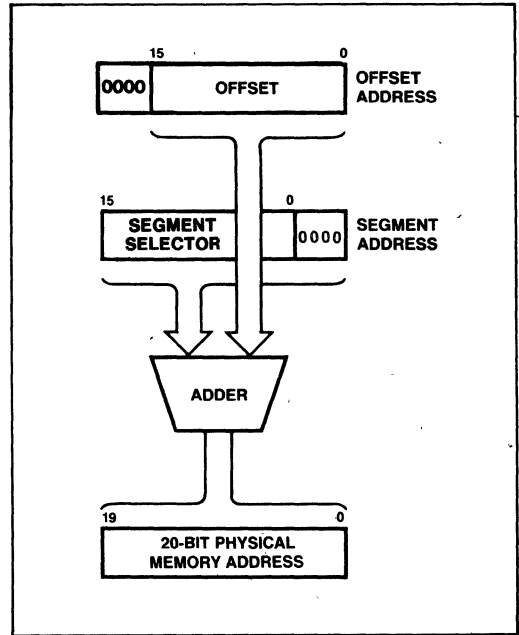 15 0
0000 OFFSET
OFFSET
ADDRESS
15 0
SEGMENT
SELECTOR
0000
SEGMENT
ADDRESS
ADDER
19 0
20-BIT PHYSICAL
MEMORY ADDRESS